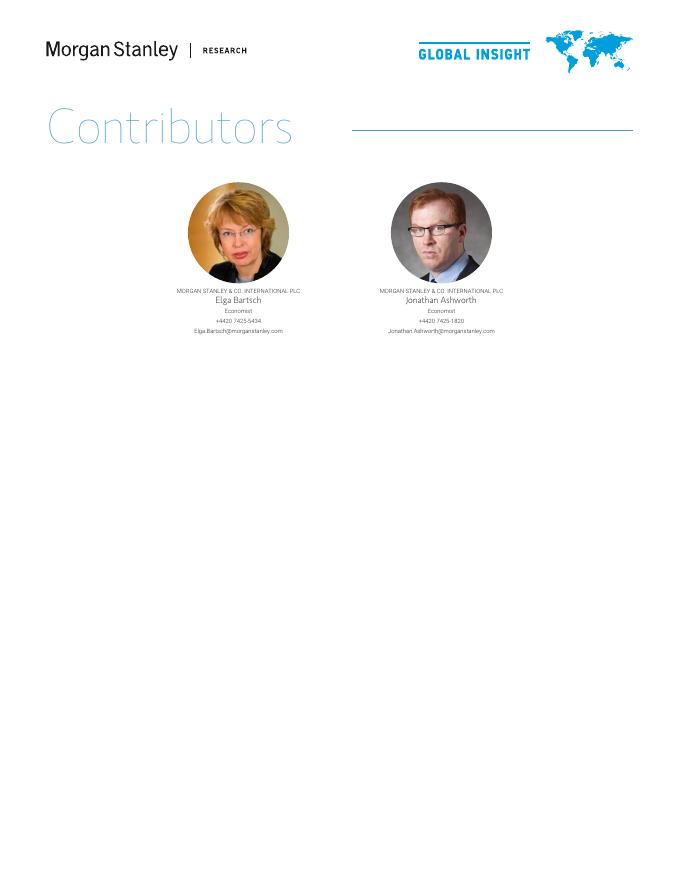 Morgan Stanley | RESEARCH
GLOBAL INSIGHT
Contributors
MORGAN STANLEY & CO. INTERNATIONAL PLC
Elga Bartsch
Economist
+4420 7425-5434
Elga.Bartsch@morganstanley.com
MORGAN STANLEY & CO. INTERNATIONAL PLC
Jonathan Ashworth
Economist
+4420 7425-1820
Jonathan.Ashworth@morganstanley.com